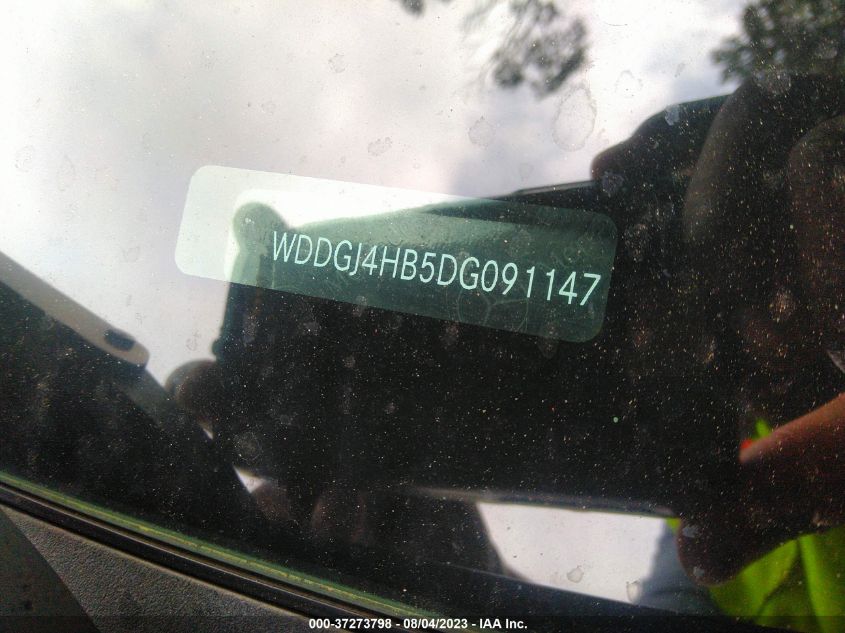 WDDGJ4HB5DG091147
000-37273798 - 08/04/2023 - IAA Inc.